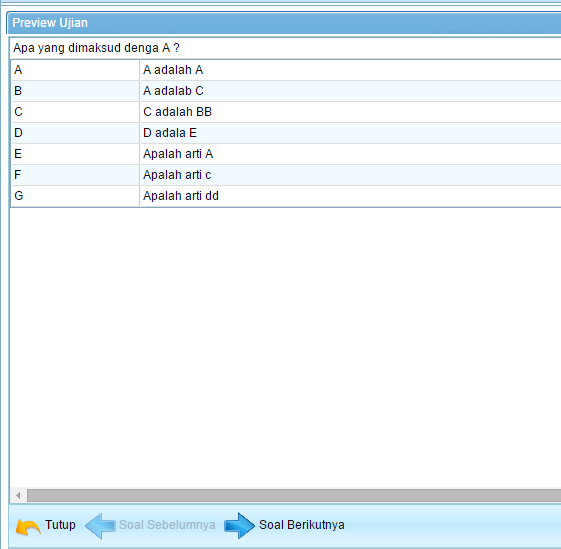 Preview Ujian
Apa yang dimaksud denga A ?
A A adalah A
B A adalab C
C C adalah BB
D D adala E
E Apalah arti A
F Apalah arti c
G Apalah arti dd
Tutup Soal Sebelumnya Soal Berikutnya